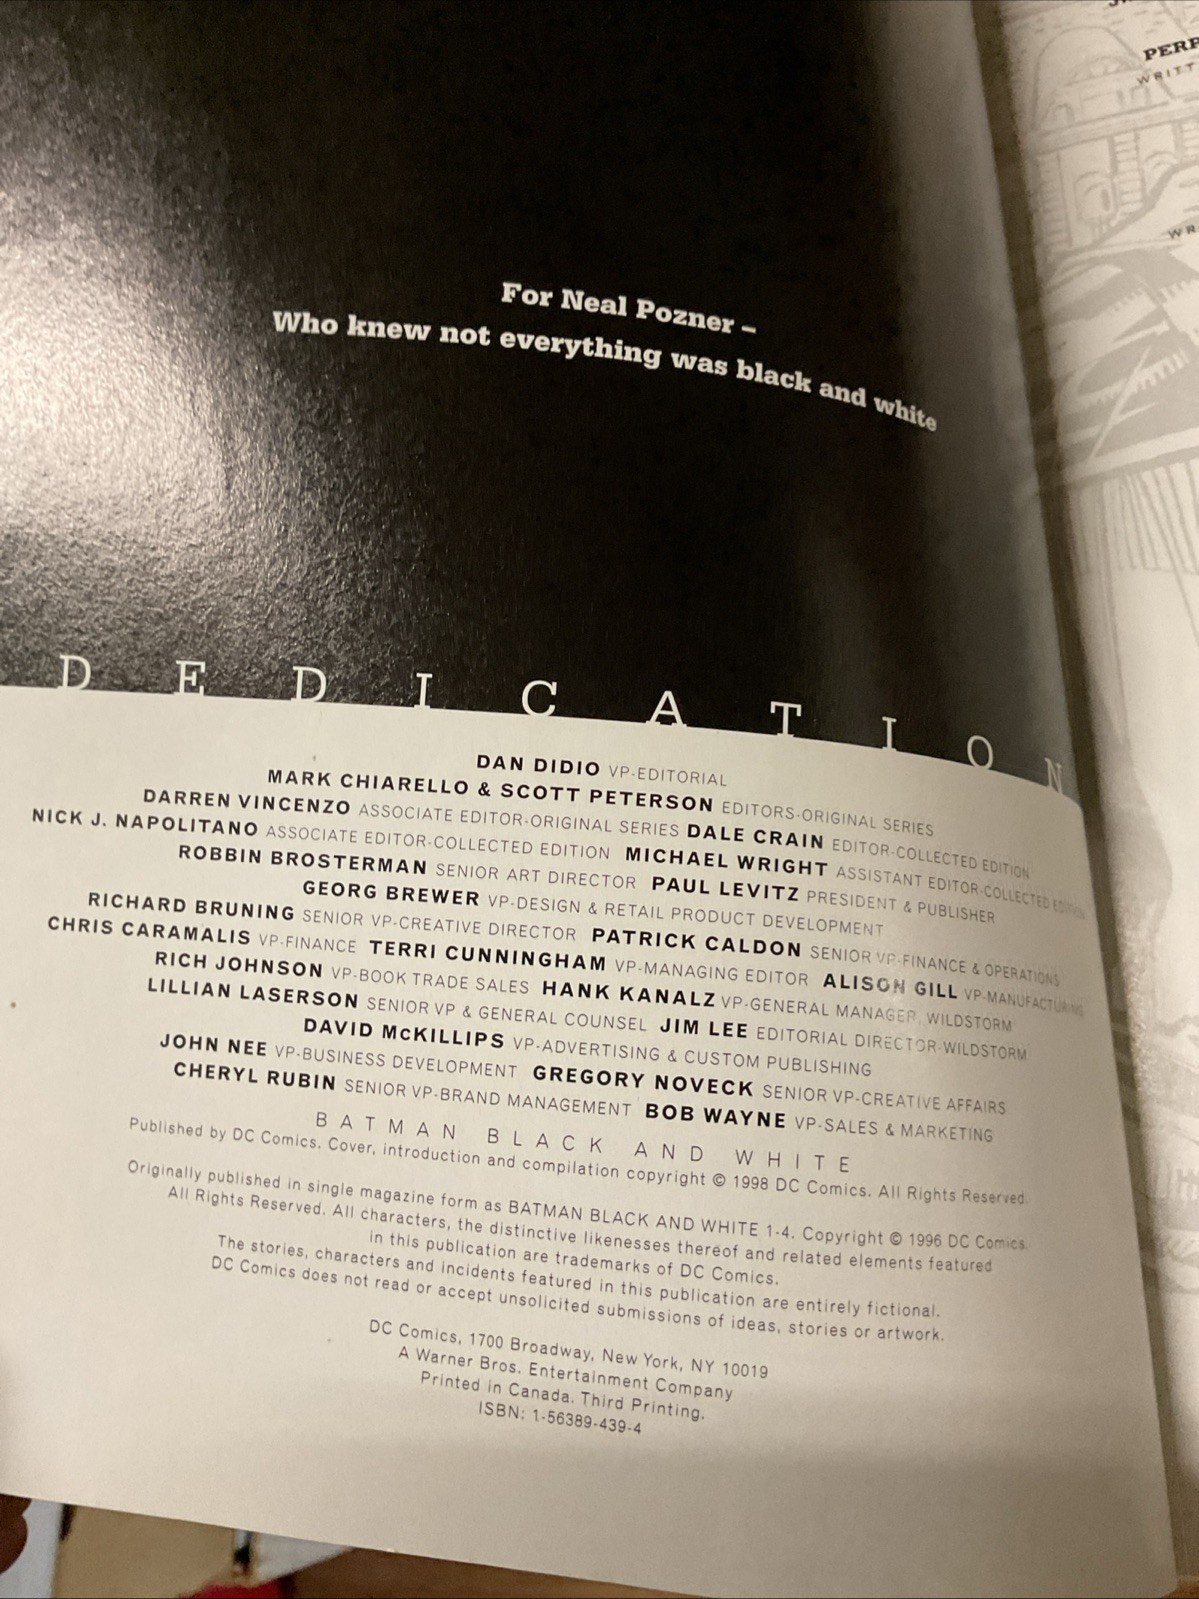 For Neal Pozner –
Who knew not everything was black and white
DEDICATION
DAN DIDIO VP-EDITORIAL
MARK CHIARELLO & SCOTT PETERSON EDITORS-ORIGINAL SERIES
DARREN VINCENZO ASSOCIATE EDITOR-ORIGINAL SERIES DALE CRAIN EDITOR-COLLECTED EDITION
NICK J. NAPOLITANO ASSOCIATE EDITOR-COLLECTED EDITION MICHAEL WRIGHT ASSISTANT EDITOR-COLLECTED EDITION
ROBBIN BROSTERMAN SENIOR ART DIRECTOR PAUL LEVITZ PRESIDENT & PUBLISHER
GEORG BREWER VP-DESIGN & RETAIL PRODUCT DEVELOPMENT
RICHARD BRUNING SENIOR VP-CREATIVE DIRECTOR PATRICK CALDON SENIOR VP-FINANCE & OPERATIONS
CHRIS CARAMALIS VP-FINANCE TERRI CUNNINGHAM VP-MANAGING EDITOR ALISON GILL VP-MANUFACTURING
RICH JOHNSON VP-BOOK TRADE SALES HANK KANALZ VP-GENERAL MANAGER, WILDSTORM
LILLIAN LASERSON SENIOR VP & GENERAL COUNSEL JIM LEE EDITORIAL DIRECTOR-WILDSTORM
DAVID McKILLIPS VP-ADVERTISING & CUSTOM PUBLISHING
JOHN NEE VP-BUSINESS DEVELOPMENT GREGORY NOVECK SENIOR VP-CREATIVE AFFAIRS
CHERYL RUBIN SENIOR VP-BRAND MANAGEMENT BOB WAYNE VP-SALES & MARKETING
BATMAN BLACK AND WHITE
Published by DC Comics. Cover, introduction and compilation copyright © 1998 DC Comics. All Rights Reserved.
Originally published in single magazine form as BATMAN BLACK AND WHITE 1-4. Copyright © 1996 DC Comics.
All Rights Reserved. All characters, the distinctive likenesses thereof and related elements featured
in this publication are trademarks of DC Comics.
The stories, characters and incidents featured in this publication are entirely fictional.
DC Comics does not read or accept unsolicited submissions of ideas, stories or artwork.
DC Comics, 1700 Broadway, New York, NY 10019
A Warner Bros. Entertainment Company
Printed in Canada. Third Printing.
ISBN: 1-56389-439-4